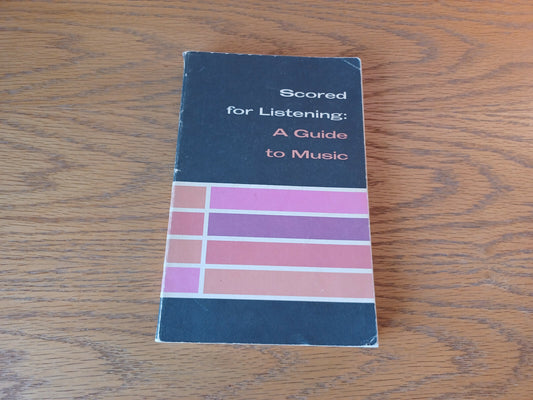 Scored
for Listening:
A Guide
to Music